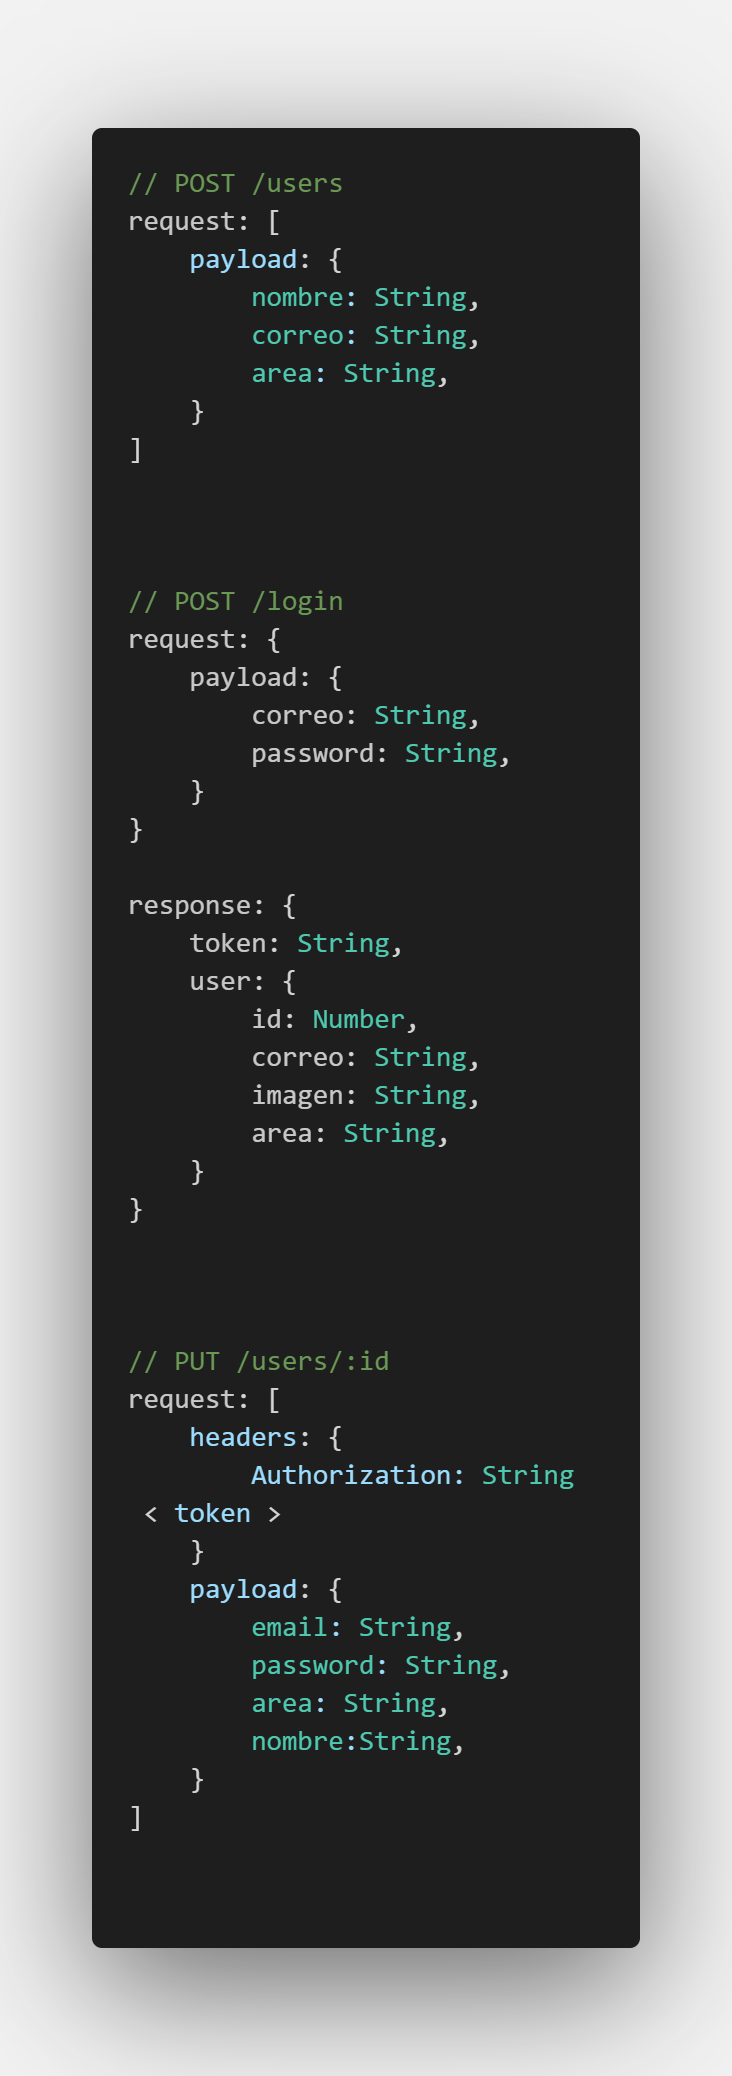 // POST /users
request: [
    payload: {
        nombre: String,
        correo: String,
        area: String,
    }
]
// POST /login
request: {
    payload: {
        correo: String,
        password: String,
    }
}
response: {
    token: String,
    user: {
        id: Number,
        correo: String,
        imagen: String,
        area: String,
    }
}
// PUT /users/:id
request: [
    headers: {
        Authorization: String
 < token >
    }
    payload: {
        email: String,
        password: String,
        area: String,
        nombre:String,
    }
]